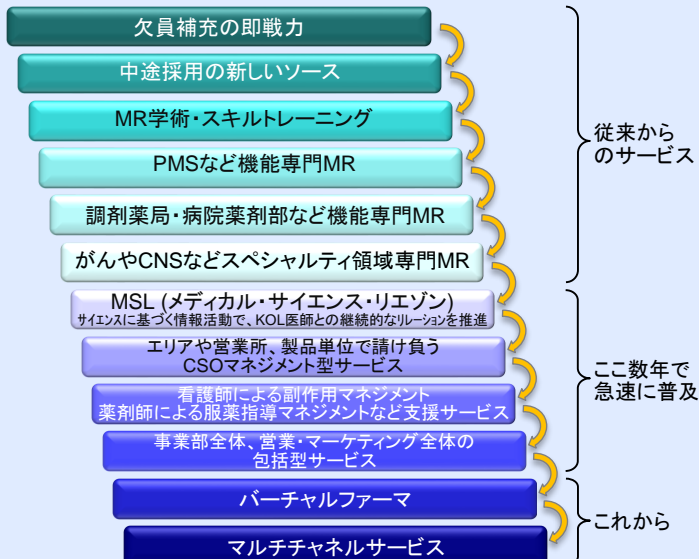 欠員補充の即戦力
中途採用の新しいソース
MR学術・スキルトレーニング
PMSなど機能専門MR
調剤薬局・病院薬剤部など機能専門MR
がんやCNSなどスペシャルティ領域専門MR
従来から
のサービス
MSL (メディカル・サイエンス・リエゾン)
サイエンスに基づく情報活動で、KOL医師との継続的なリレーションを推進
エリアや営業所、製品単位で請け負う
CSOマネジメント型サービス
看護師による副作用マネジメント
薬剤師による服薬指導マネジメントなど支援サービス
事業部全体、営業・マーケティング全体の
包括型サービス
ここ数年で
急速に普及
バーチャルファーマ
マルチチャネルサービス
これから